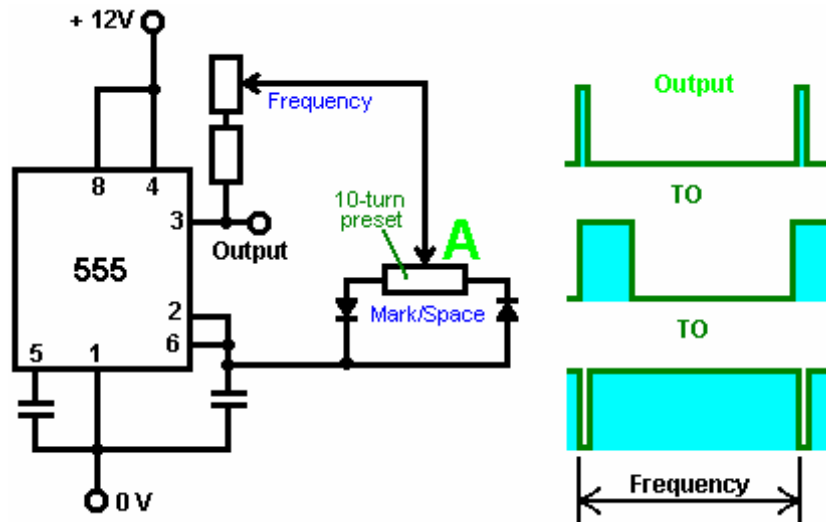 + 12V
Frequency
8
4
3
Output
10-turn
preset
A
555
Mark/Space
2
6
5
1
0 V
Output
TO
TO
Frequency